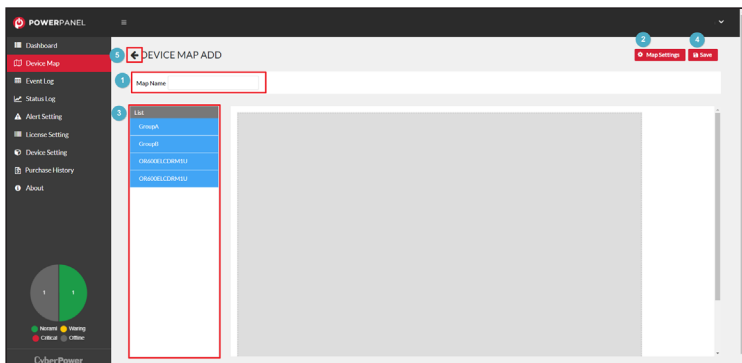 POWERPANEL
Dashboard
Device Map
Event Log
Status Log
Alert Setting
License Setting
Device Setting
Purchase History
About
1 1
Noraml Waring
Critical Offline
CyberPower
5 DEVICE MAP ADD
2
Map Settings
4
Save
1 Map Name
3 List
GroupA
GroupB
OR600ELCDRM1U
OR600ELCDRM1U